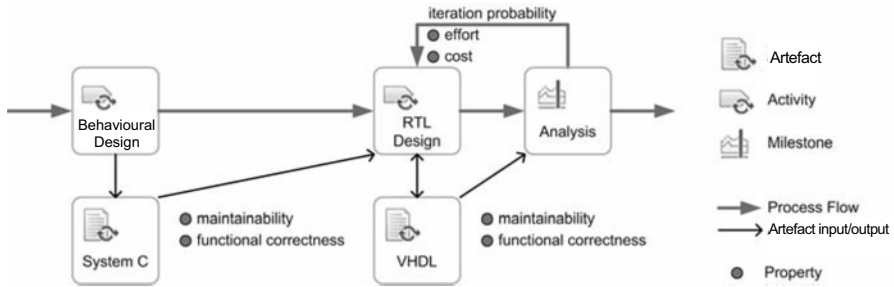 iteration probability
effort
cost
Behavioural
Design
RTL
Design
Analysis
System C
maintainability
functional correctness
VHDL
maintainability
functional correctness
Artefact
Activity
Milestone
Process Flow
Artefact input/output
Property